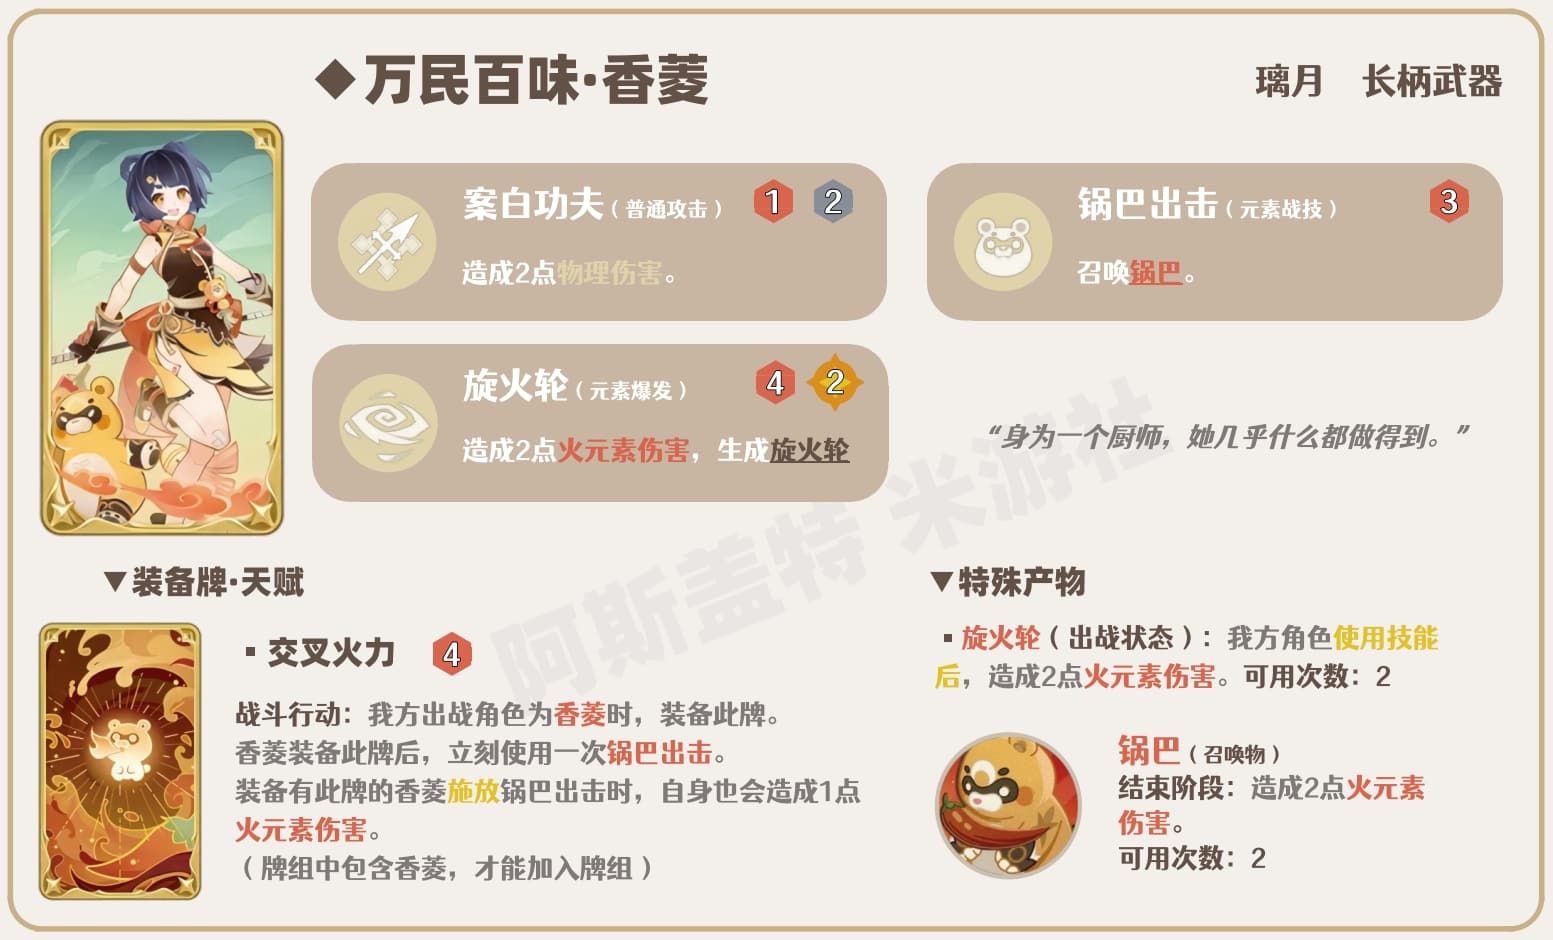 ◆万民百味·香菱
璃月 长柄武器
案白功夫（普通攻击） 1 2
造成2点物理伤害。
锅巴出击（元素战技） 3
召唤锅巴。
旋火轮（元素爆发） 4 2
造成2点火元素伤害，生成旋火轮
“身为一个厨师，她几乎什么都做得到。”
▼装备牌·天赋
▪交叉火力 4
战斗行动：我方出战角色为香菱时，装备此牌。
香菱装备此牌后，立刻使用一次锅巴出击。
装备有此牌的香菱施放锅巴出击时，自身也会造成1点
火元素伤害。
（牌组中包含香菱，才能加入牌组）
▼特殊产物
▪旋火轮（出战状态）：我方角色使用技能
后，造成2点火元素伤害。可用次数：2
锅巴（召唤物）
结束阶段：造成2点火元素
伤害。
可用次数：2
阿斯盖特 米游社